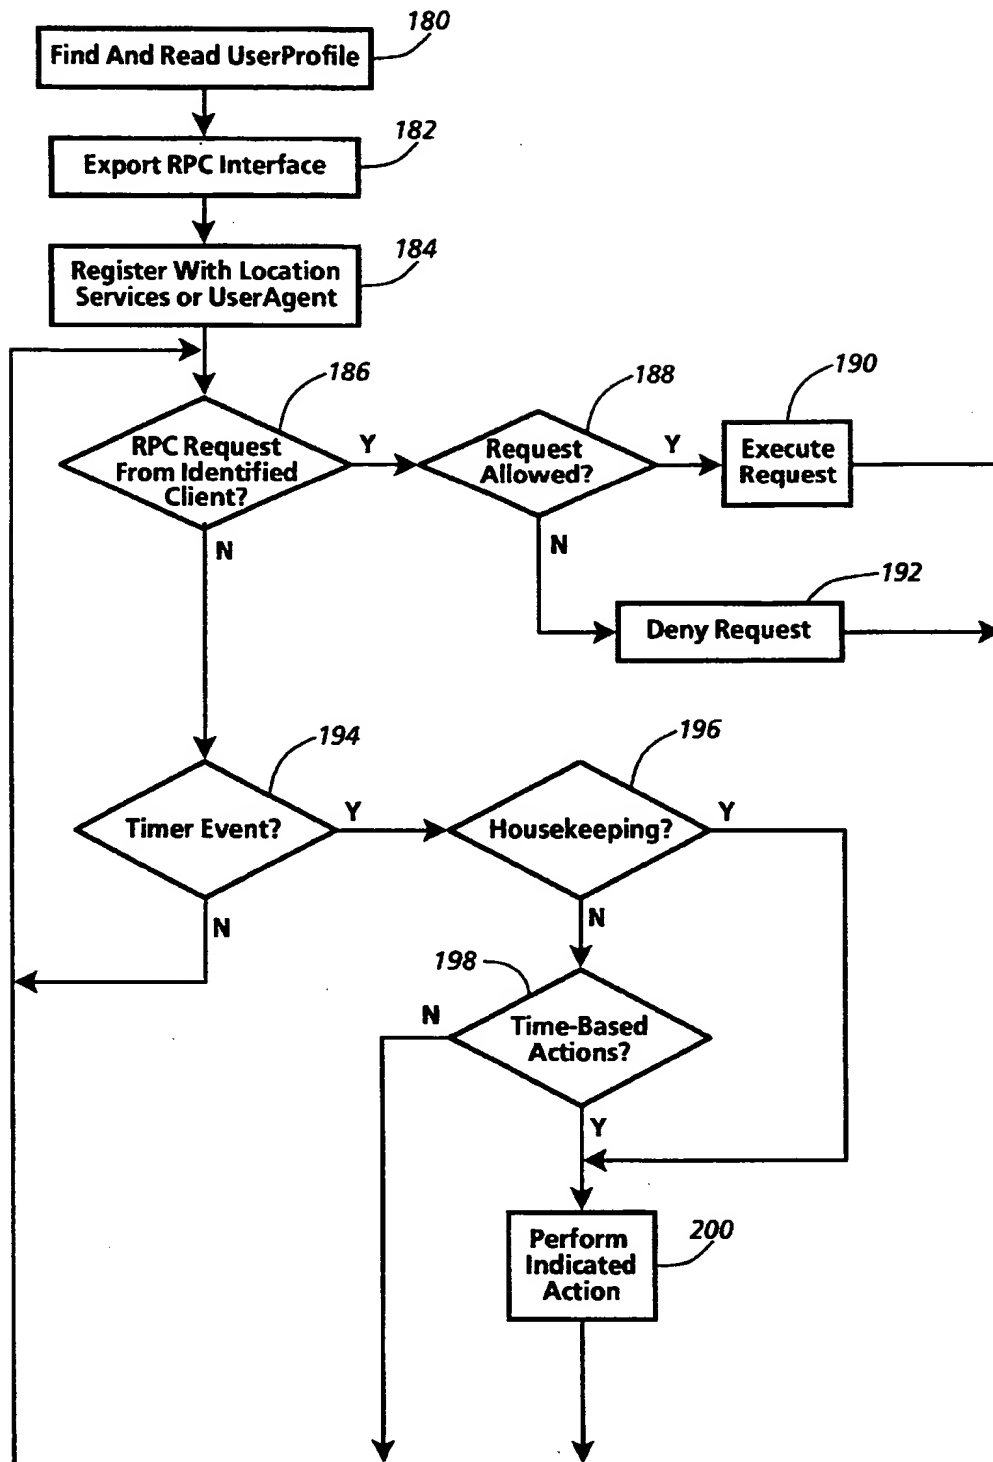 180
Find And Read UserProfile
182
Export RPC Interface
184
Register With Location
Services or UserAgent
186
RPC Request
From Identified
Client?
Y
188
Request
Allowed?
Y
190
Execute
Request
N
N
192
Deny Request
194
Timer Event?
Y
196
Housekeeping?
Y
N
N
198
Time-Based
Actions?
N
Y
200
Perform
Indicated
Action